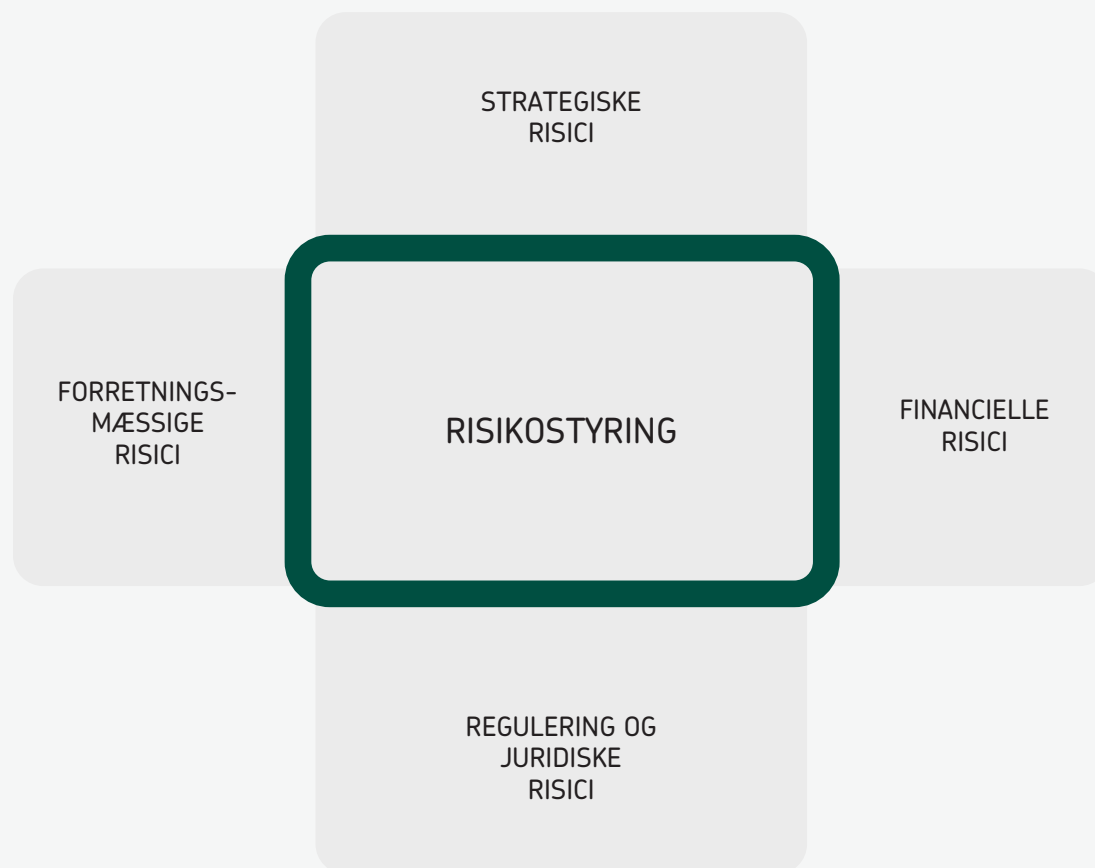 STRATEGISKE
RISICI
FORRETNINGS-
MÆSSIGE
RISICI
RISIKOSTYRING
FINANCIELLE
RISICI
REGULERING OG
JURIDISKE
RISICI